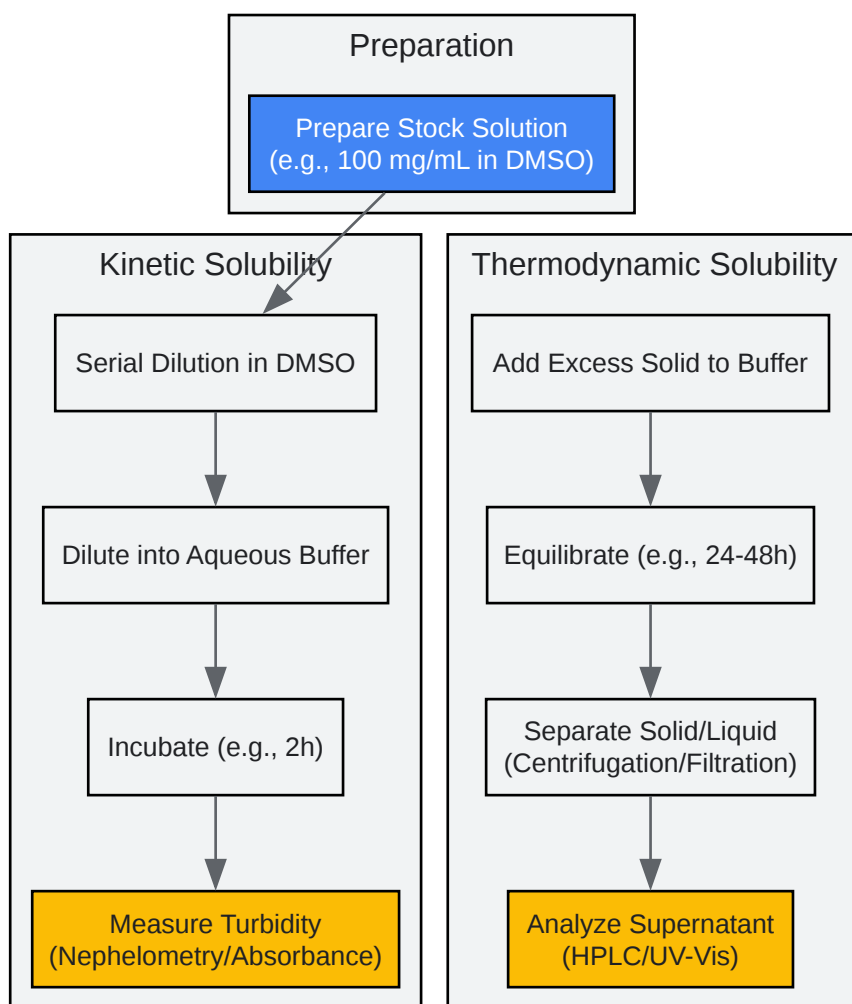 Preparation
Prepare Stock Solution
(e.g., 100 mg/mL in DMSO)
Kinetic Solubility
Serial Dilution in DMSO
Dilute into Aqueous Buffer
Incubate (e.g., 2h)
Measure Turbidity
(Nephelometry/Absorbance)
Thermodynamic Solubility
Add Excess Solid to Buffer
Equilibrate (e.g., 24-48h)
Separate Solid/Liquid
(Centrifugation/Filtration)
Analyze Supernatant
(HPLC/UV-Vis)